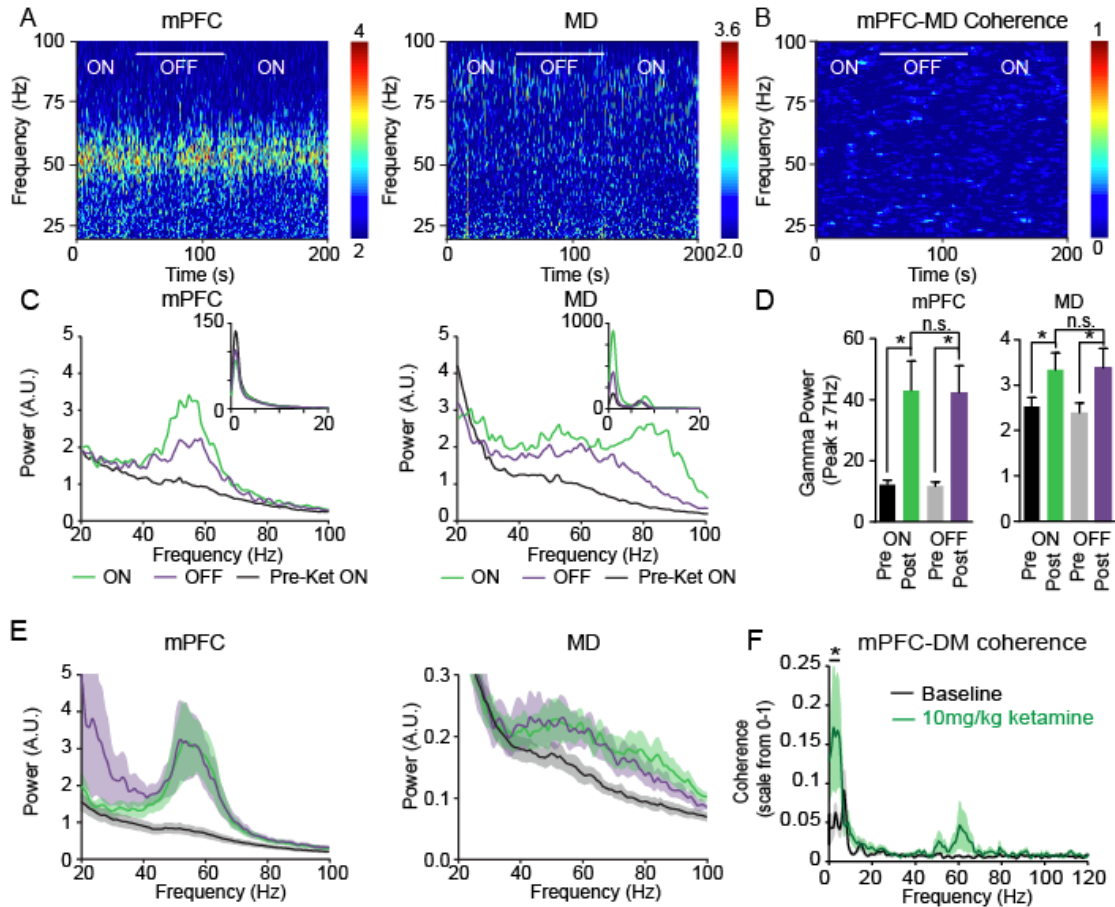 A
mPFC
MD
B
mPFC-MD Coherence
100
75
50
25
Frequency (Hz)
ON
OFF
ON
0
100
200
Time (s)
4
2
100
75
50
25
Frequency (Hz)
ON
OFF
ON
0
100
200
Time (s)
3.6
2.0
100
75
50
25
Frequency (Hz)
ON
OFF
ON
0
100
200
Time (s)
1
0
C
mPFC
5
4
3
2
1
0
Power (A.U.)
150
0
20
20
40
60
80
100
Frequency (Hz)
MD
5
4
3
2
1
0
Power (A.U.)
1000
0
20
20
40
60
80
100
Frequency (Hz)
ON
OFF
Pre-Ket ON
ON
OFF
Pre-Ket ON
D
mPFC
MD
Gamma Power
(Peak ± 7Hz)
60
40
20
0
n.s.
*
*
ON
OFF
Pre
Post
Pre
Post
4
3
2
1
0
n.s.
*
*
ON
OFF
Pre
Post
Pre
Post
E
mPFC
5
4
3
2
1
0
Power (A.U.)
20
40
60
80
100
Frequency (Hz)
MD
0.3
0.2
0.1
0.0
Power (A.U.)
20
40
60
80
100
Frequency (Hz)
F
mPFC-DM coherence
*
0.25
0.20
0.15
0.10
0.05
0
Coherence
(scale from 0-1)
Baseline
10mg/kg ketamine
0
20
40
60
80
100
120
Frequency (Hz)